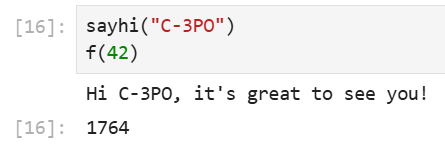 [16]: sayhi("C-3PO")
f(42)
Hi C-3PO, it's great to see you!
[16]: 1764